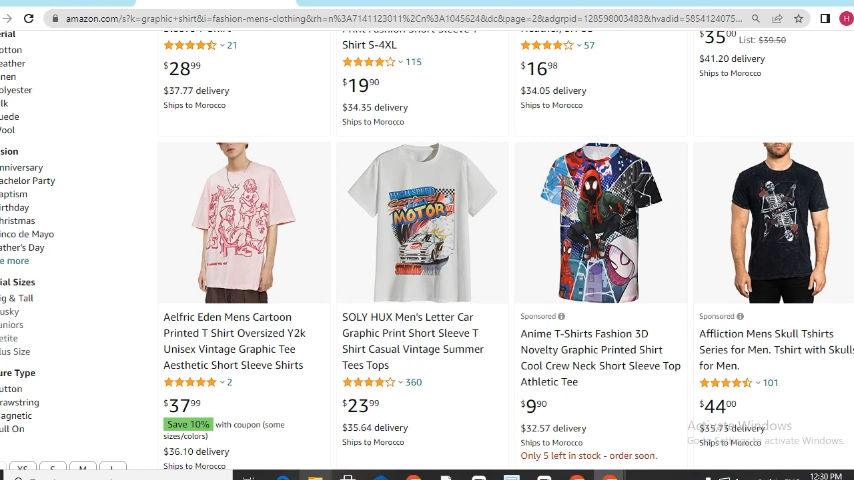 amazon.com/s?k=graphic+shirt&i=fashion-mens-clothing&rh=n%3A7141123011%2Cn%3A1045624&dc&page=2&adgrpid=128598003483&hvadid=5854124075...
H
erial
otton
eather
nen
olyester
lk
uede
ool
sion
nniversary
achelor Party
aptism
irthday
hristmas
inco de Mayo
ather's Day
e more
ial Sizes
ig & Tall
usky
uniors
etite
lus Size
ure Type
utton
rawstring
agnetic
ull On
XS S M L
21
$28 99
$37.77 delivery
Ships to Morocco
Print Fashion Short Sleeve T
Shirt S-4XL
115
$19 90
$34.35 delivery
Ships to Morocco
57
$16 98
$34.05 delivery
Ships to Morocco
$35 00 List: $39.50
$41.20 delivery
Ships to Morocco
MOTOR
Aelfric Eden Mens Cartoon
Printed T Shirt Oversized Y2k
Unisex Vintage Graphic Tee
Aesthetic Short Sleeve Shirts
2
$37 99
Save 10% with coupon (some
sizes/colors)
$36.10 delivery
Ships to Morocco
SOLY HUX Men's Letter Car
Graphic Print Short Sleeve T
Shirt Casual Vintage Summer
Tees Tops
360
$23 99
$35.64 delivery
Ships to Morocco
Sponsored
Anime T-Shirts Fashion 3D
Novelty Graphic Printed Shirt
Cool Crew Neck Short Sleeve Top
Athletic Tee
$9 90
$32.57 delivery
Ships to Morocco
Only 5 left in stock - order soon.
Sponsored
Affliction Mens Skull Tshirts
Series for Men. Tshirt with Skulls
for Men.
101
$44 00
$35.73 delivery
Ships to Morocco
Activate Windows
Go to Settings to activate Windows.
12:30 PM